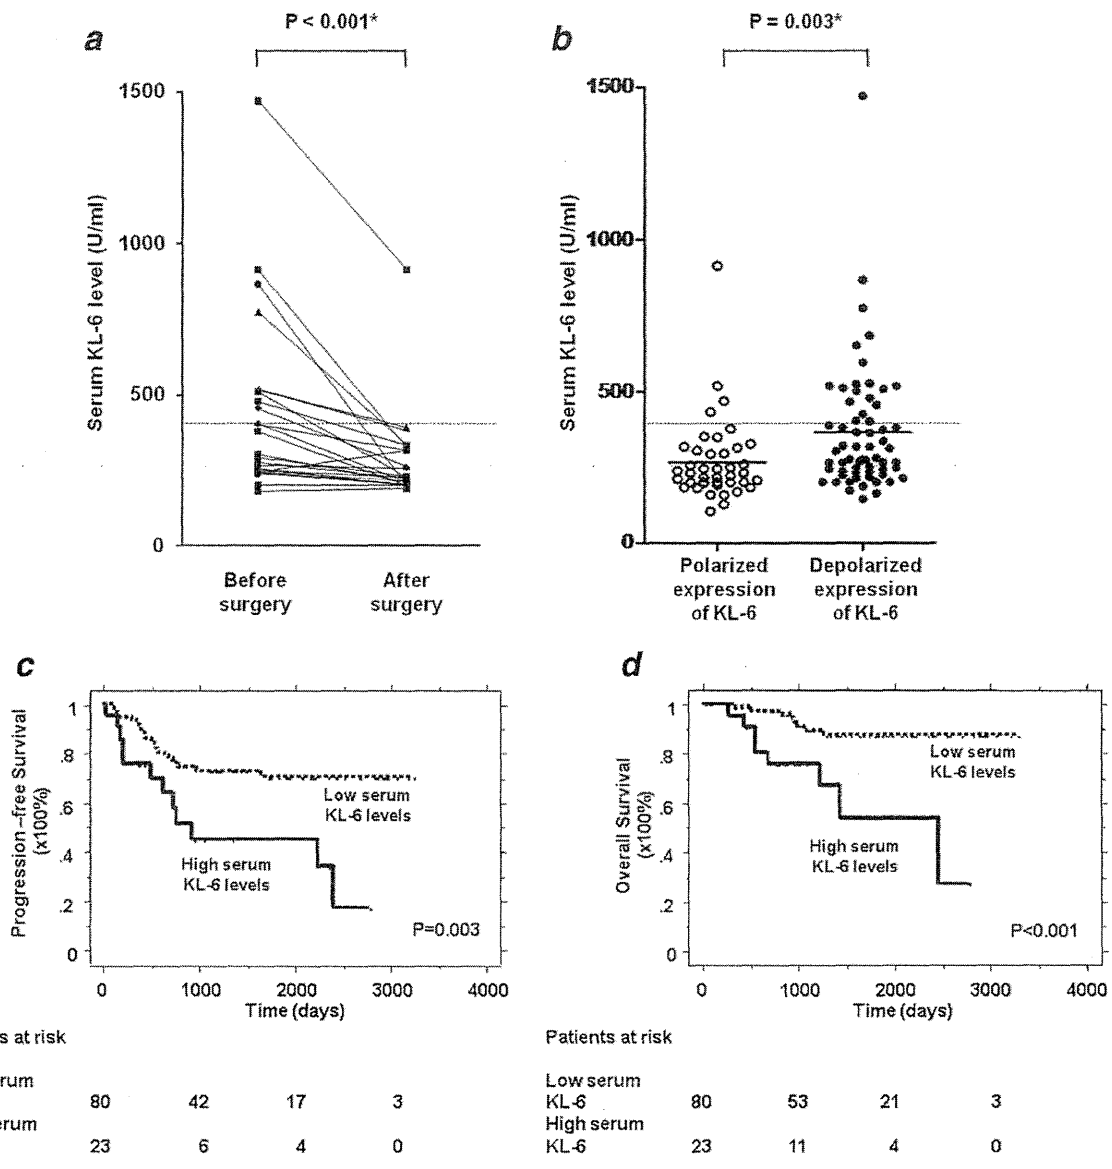 a
P < 0.001*
Serum KL-6 level (U/ml)
1500
1000
500
0
Before
surgery
After
surgery
b
P = 0.003*
Serum KL-6 level (U/ml)
1500
1000
500
0
Polarized
expression
of KL-6
Depolarized
expression
of KL-6
c
Progression-free Survival
(x100%)
1
.8
.6
.4
.2
0
Low serum
KL-6 levels
High serum
KL-6 levels
P=0.003
0 1000 2000 3000 4000
Time (days)
s at risk
erum
80 42 17 3
serum
23 6 4 0
d
Overall Survival
(x100%)
1
.8
.6
.4
.2
0
Low serum
KL-6 levels
High serum
KL-6 levels
P<0.001
0 1000 2000 3000 4000
Time (days)
Patients at risk
Low serum
KL-6 80 53 21 3
High serum
KL-6 23 11 4 0